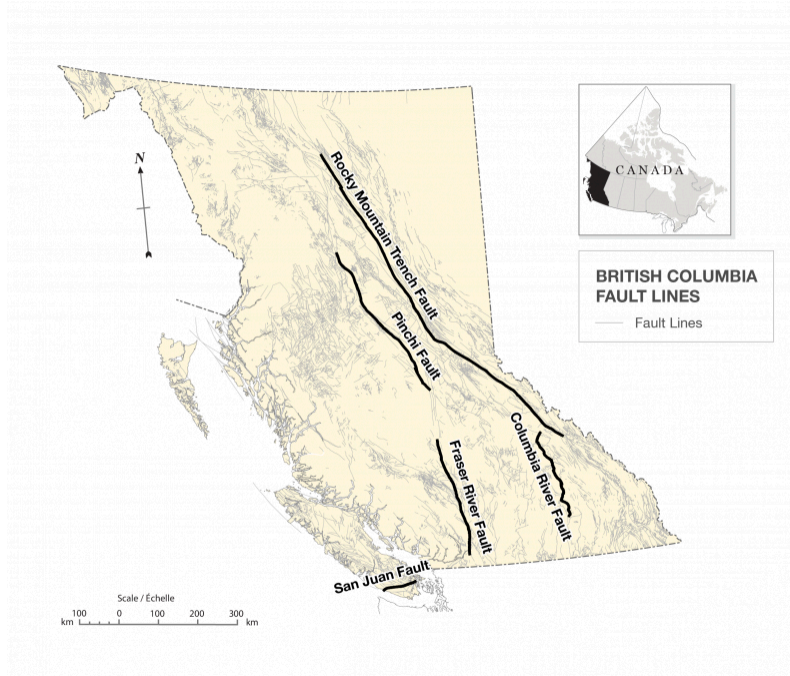 N
CANADA
BRITISH COLUMBIA
FAULT LINES
Fault Lines
Rocky Mountain Trench Fault
Pinchi Fault
Columbia River Fault
Fraser River Fault
San Juan Fault
Scale / Échelle
100 0 100 200 300
km km